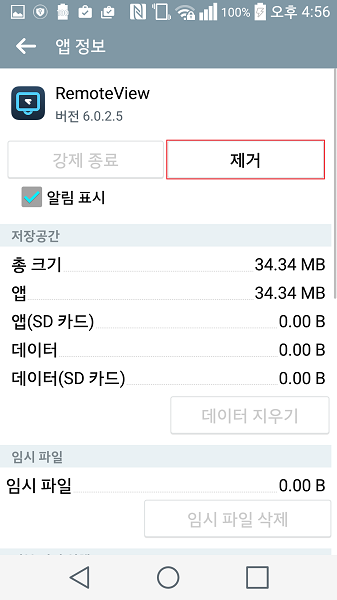 100% 오후 4:56
앱 정보
RemoteView
버전 6.0.2.5
강제 종료 제거
알림 표시
저장공간
총 크기 34.34 MB
앱 34.34 MB
앱(SD 카드) 0.00 B
데이터 0.00 B
데이터(SD 카드) 0.00 B
데이터 지우기
임시 파일
임시 파일 0.00 B
임시 파일 삭제